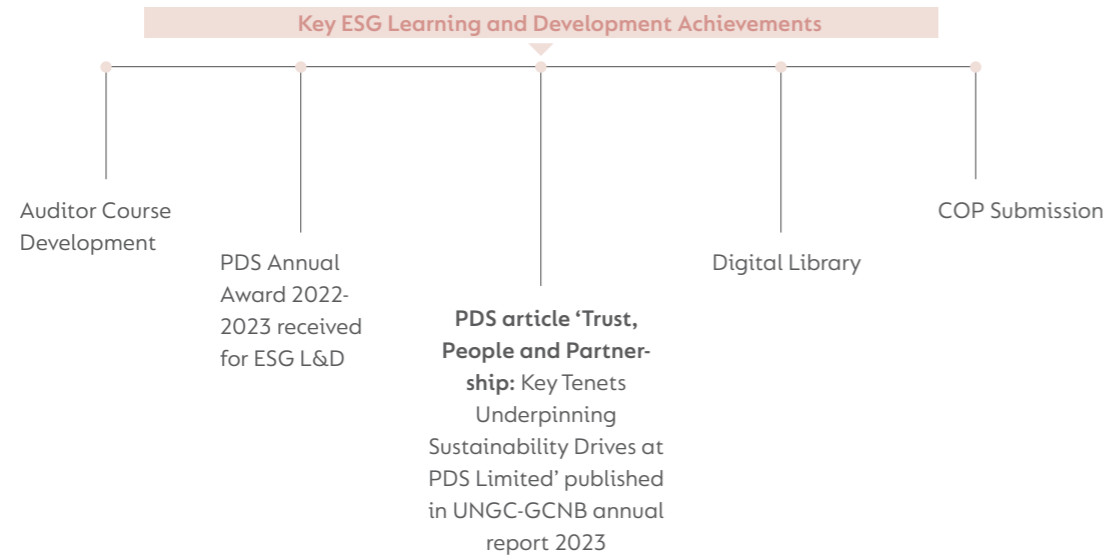 Key ESG Learning and Development Achievements
Auditor Course
Development
PDS Annual
Award 2022-
2023 received
for ESG L&D
PDS article ‘Trust,
People and Partner-
ship: Key Tenets
Underpinning
Sustainability Drives at
PDS Limited’ published
in UNGC-GCNB annual
report 2023
Digital Library
COP Submission